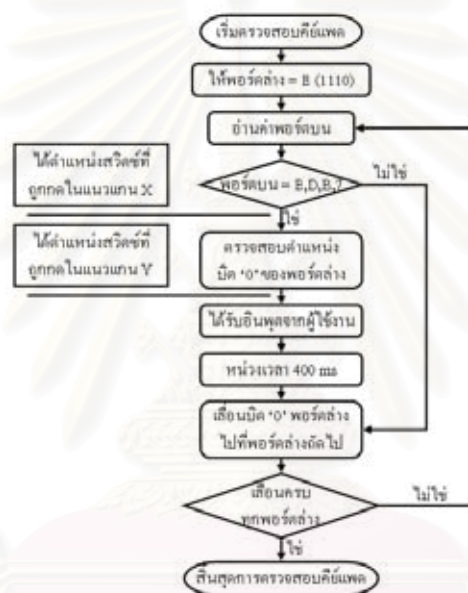 เริ่มตรวจสอบคีย์แพด
ให้พอร์ตล่าง = E (1110)
อ่านค่าพอร์ตบน
ได้ตำแหน่งสวิตช์ที่
ถูกกดในแนวแกน X
พอร์ตบน = E,D,B,7
ไม่ใช่
ใช่
ได้ตำแหน่งสวิตช์ที่
ถูกกดในแนวแกน Y
ตรวจสอบตำแหน่ง
บิต ‘0’ ของพอร์ตล่าง
ได้รับอินพุตจากผู้ใช้งาน
หน่วงเวลา 400 ms
เลื่อนบิต ‘0’ พอร์ตล่าง
ไปที่พอร์ตล่างถัดไป
เลื่อนครบ
ทุกพอร์ตล่าง
ไม่ใช่
ใช่
สิ้นสุดการตรวจสอบคีย์แพด